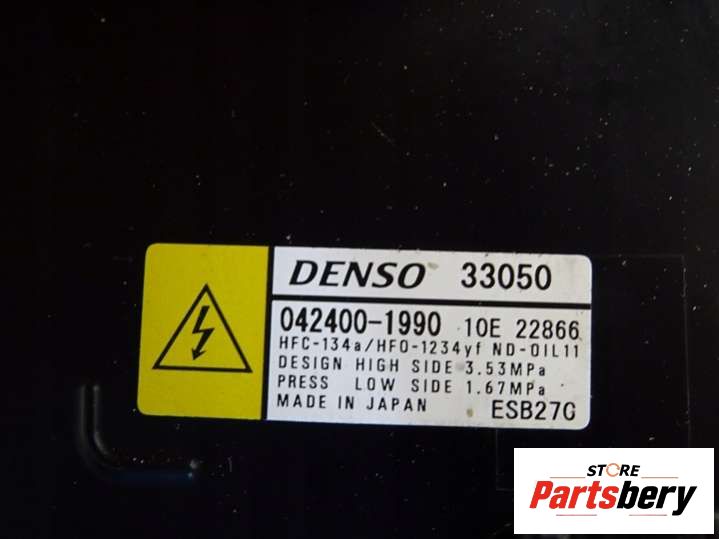 DENSO 33050
042400-1990 10E 22866
HFC-134a/HFO-1234yf ND-OIL11
DESIGN HIGH SIDE 3.53MPa
PRESS LOW SIDE 1.67MPa
MADE IN JAPAN ESB27C
STORE
Partsbery